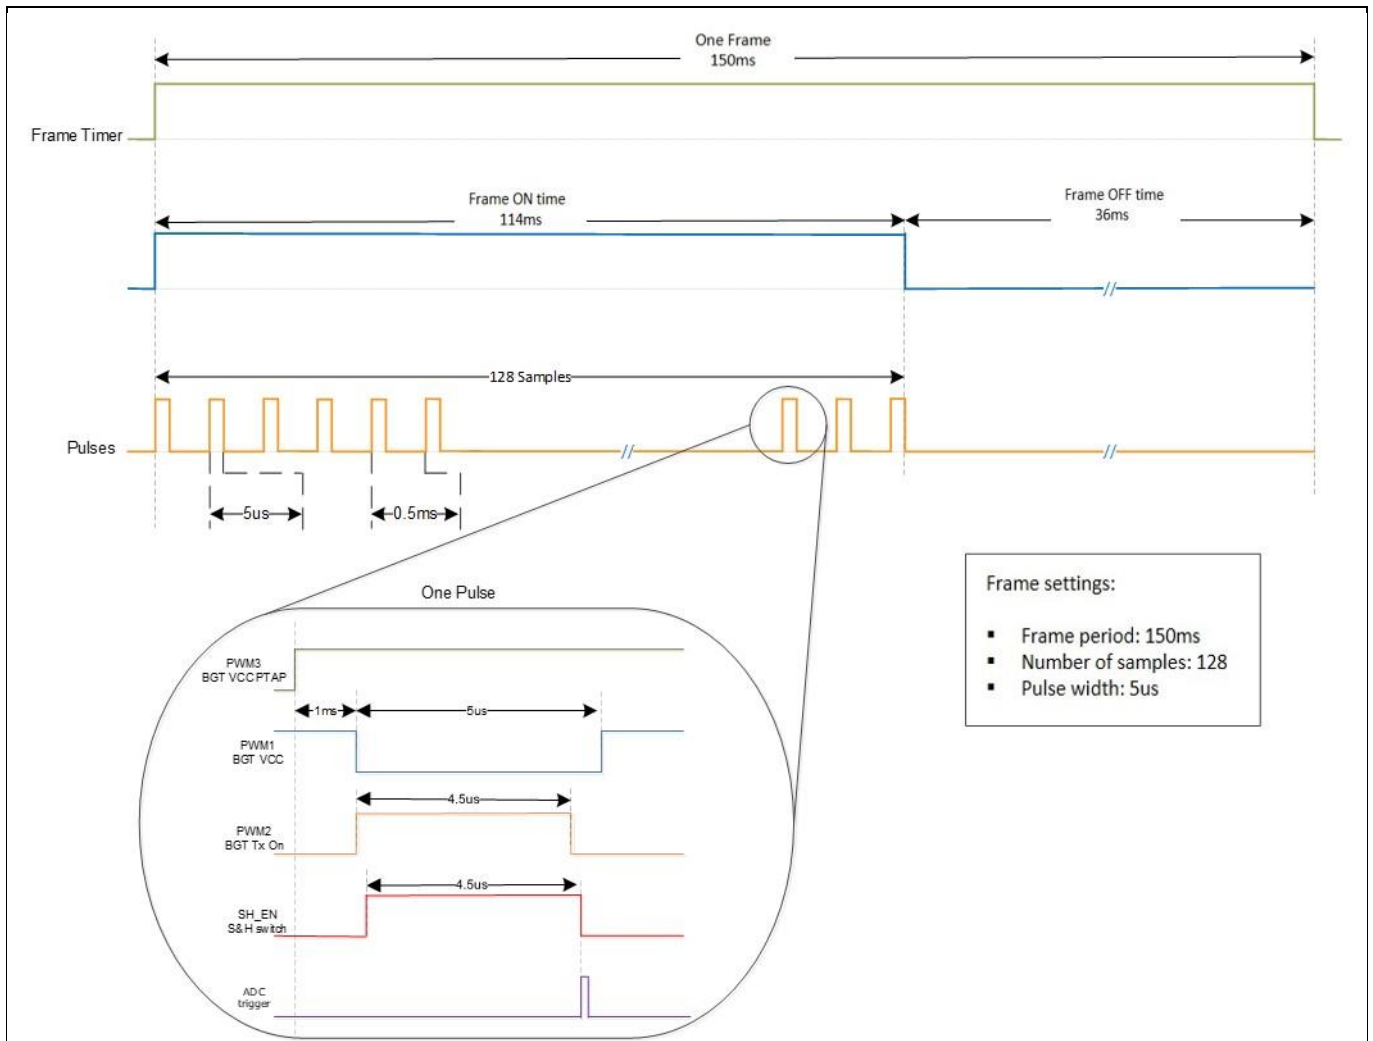 One Frame
150ms
Frame Timer
Frame ON time
114ms
Frame OFF time
36ms
128 Samples
Pulses
5us
0.5ms
One Pulse
Frame settings:
▪ Frame period: 150ms
▪ Number of samples: 128
▪ Pulse width: 5us
PWM3
BGT VCCPTAP
1ms
5us
PWM1
BGT VCC
4.5us
PWM2
BGT Tx On
4.5us
SH_EN
S&H switch
ADC
trigger